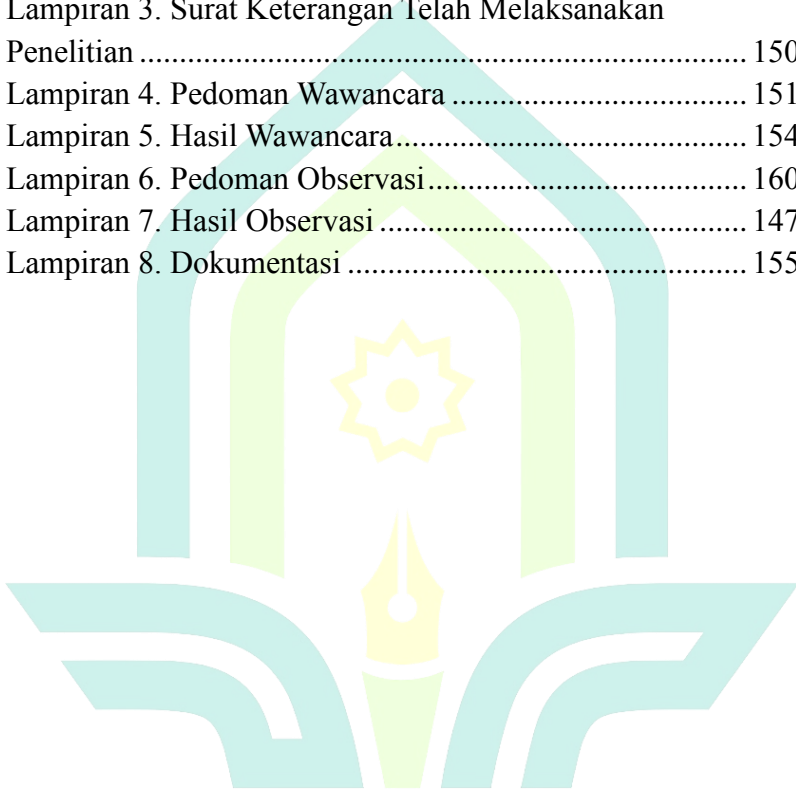 Lampiran 3. Surat Keterangan Telah Melaksanakan
Penelitian ............................................................................ 150
Lampiran 4. Pedoman Wawancara ..................................... 151
Lampiran 5. Hasil Wawancara............................................ 154
Lampiran 6. Pedoman Observasi........................................ 160
Lampiran 7. Hasil Observasi .............................................. 147
Lampiran 8. Dokumentasi .................................................. 155